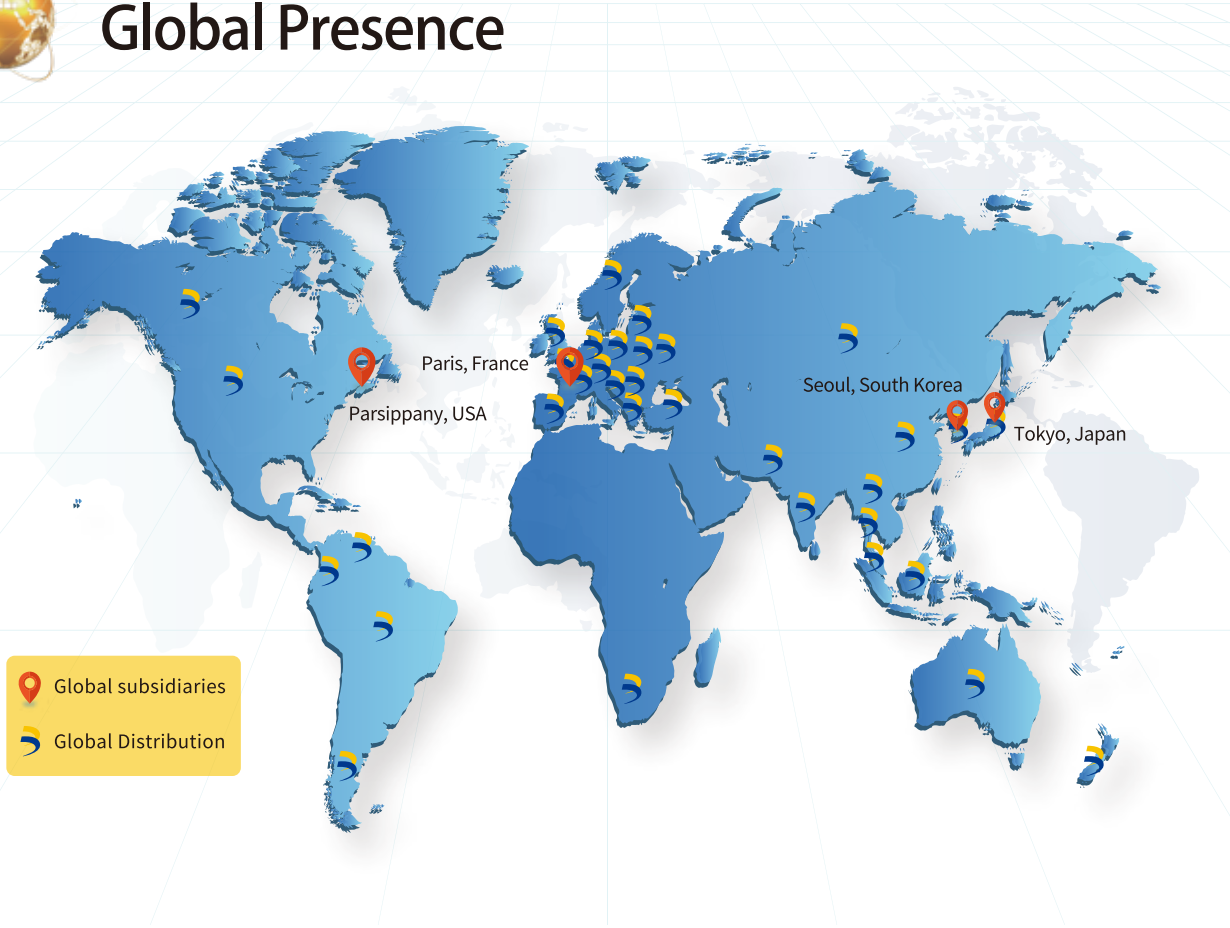 Global Presence
Paris, France
Seoul, South Korea
Parsippany, USA
Tokyo, Japan
Global subsidiaries
Global Distribution